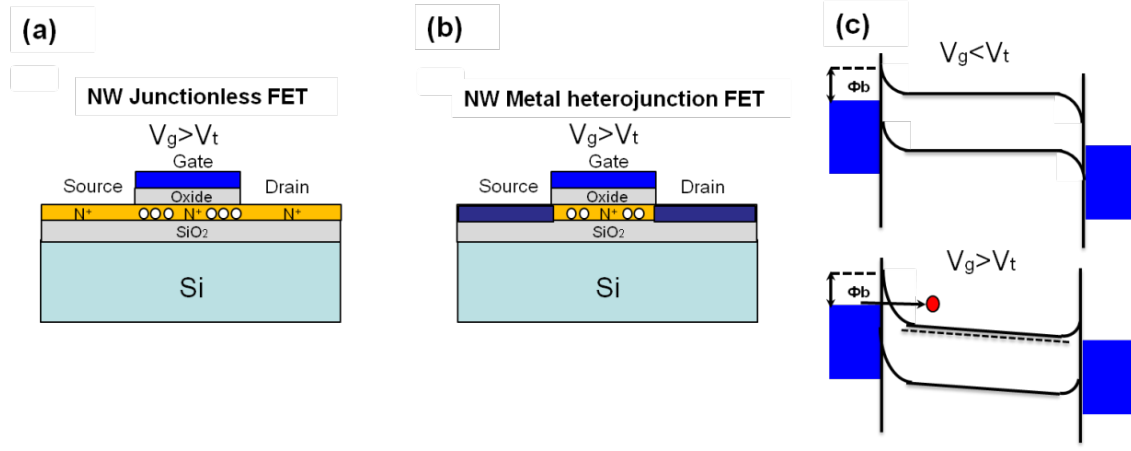 (a)
NW Junctionless FET
Vg>Vt
Gate
Source
Drain
Oxide
N⁺
N⁺
N⁺
SiO₂
Si
(b)
NW Metal heterojunction FET
Vg>Vt
Gate
Source
Drain
Oxide
N⁺
SiO₂
Si
(c)
Vg<Vt
Φb
Vg>Vt
Φb